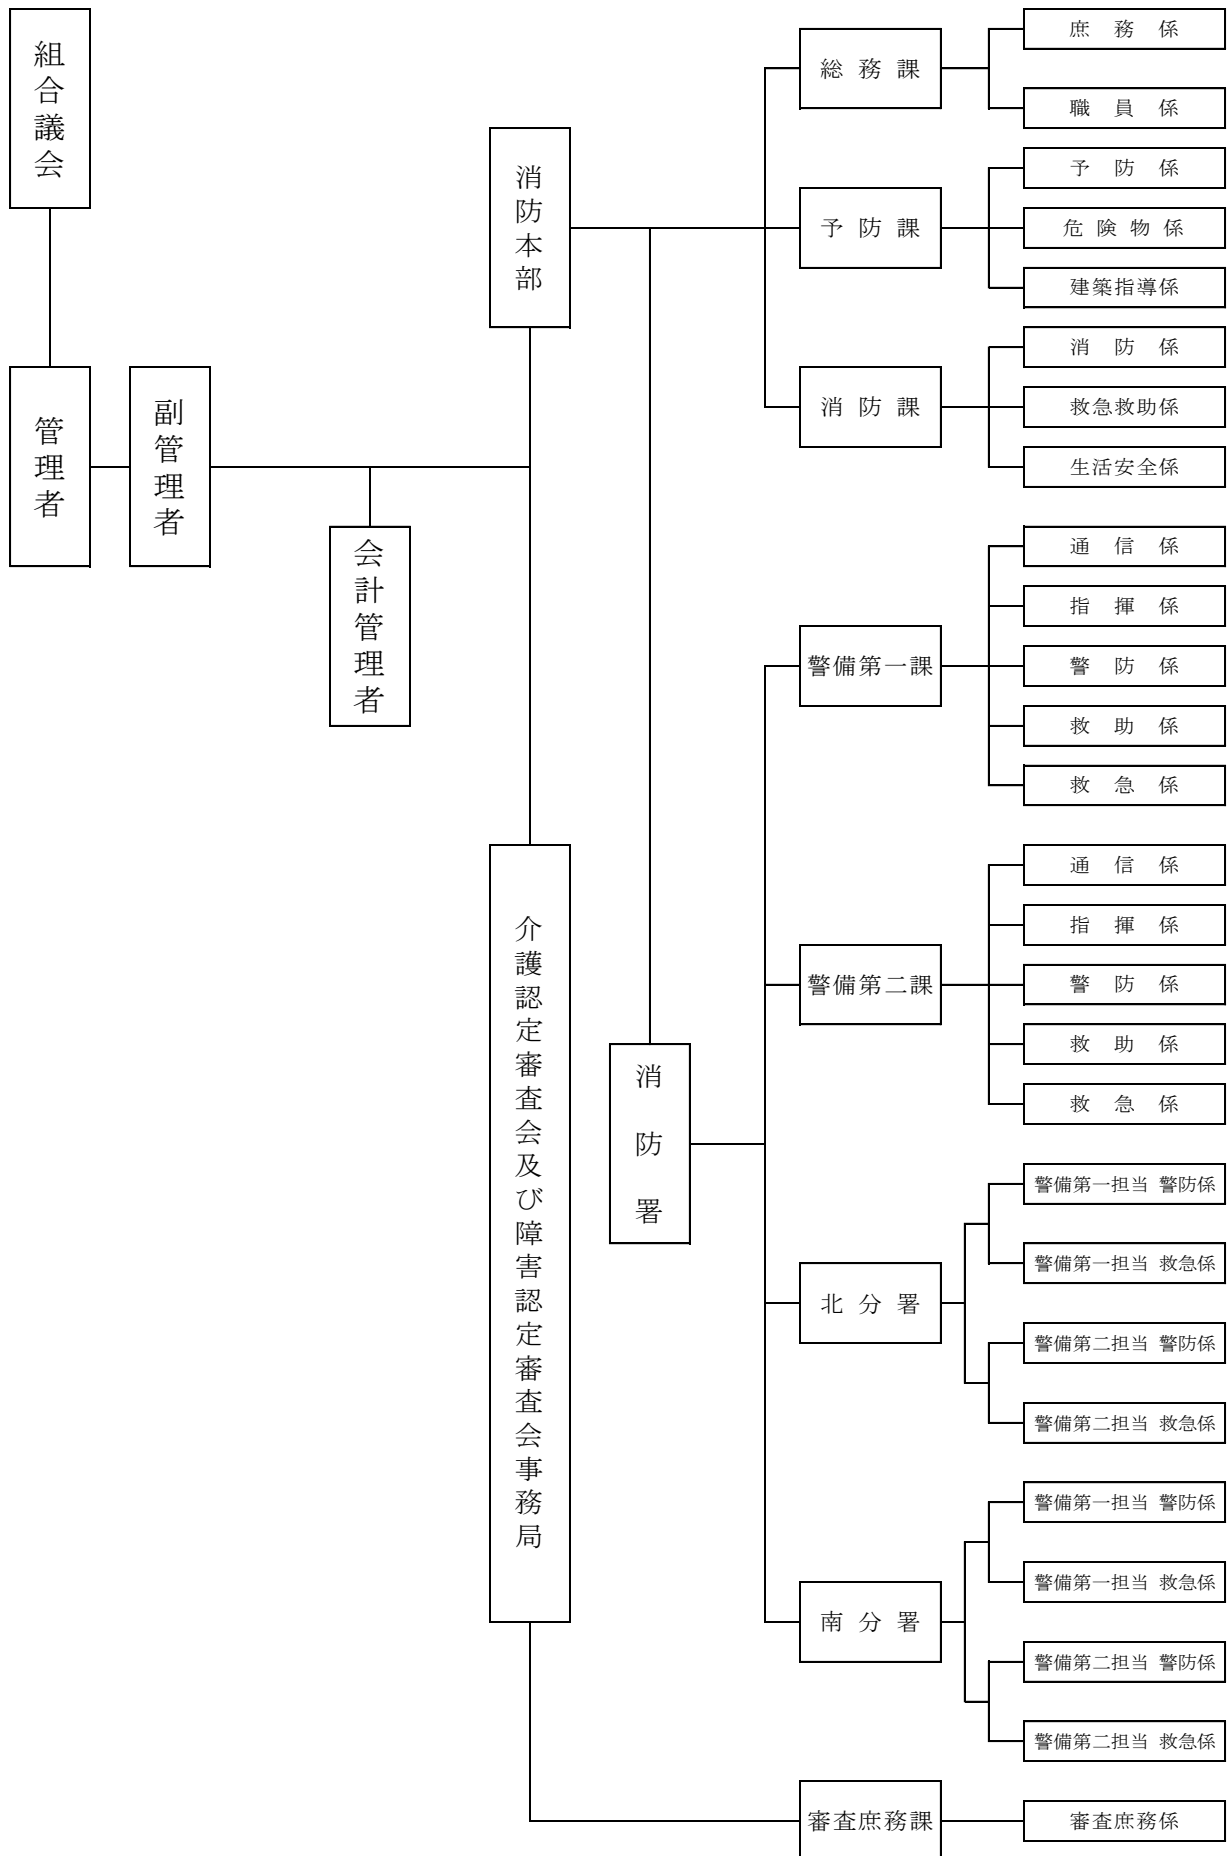 組合議会
管理者
副管理者
会計管理者
消防本部
総務課
庶務係
職員係
予防課
予防係
危険物係
建築指導係
消防課
消防係
救急救助係
生活安全係
消防署
警備第一課
通信係
指揮係
警防係
救助係
救急係
警備第二課
通信係
指揮係
警防係
救助係
救急係
北分署
警備第一担当 警防係
警備第一担当 救急係
警備第二担当 警防係
警備第二担当 救急係
南分署
警備第一担当 警防係
警備第一担当 救急係
警備第二担当 警防係
警備第二担当 救急係
介護認定審査会及び障害認定審査会事務局
審査庶務課
審査庶務係